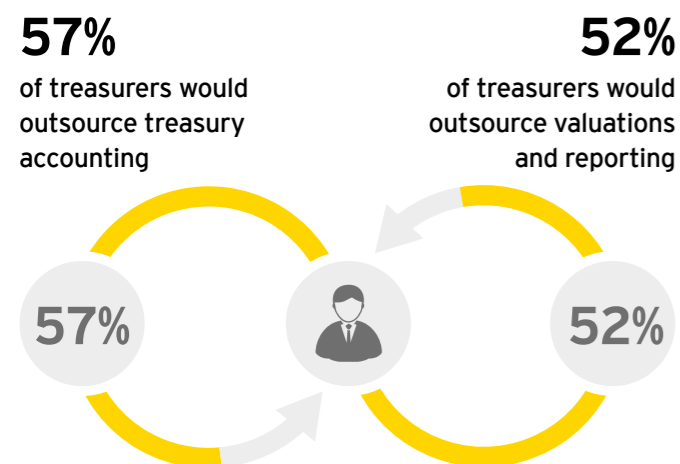 57%
of treasurers would
outsource treasury
accounting
52%
of treasurers would
outsource valuations
and reporting
57%
52%